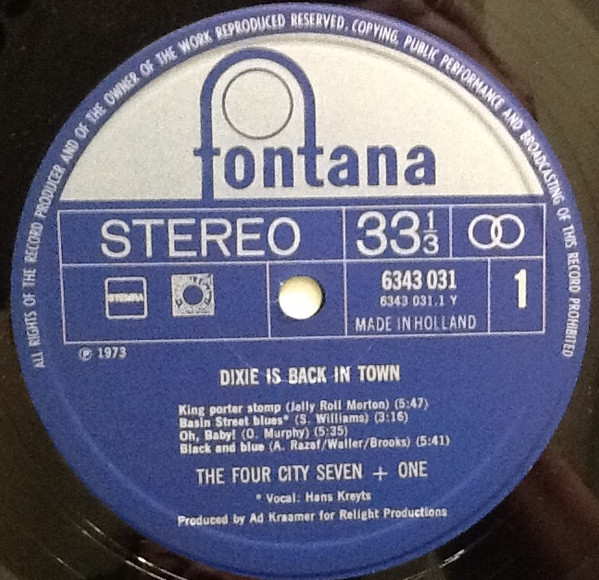 ALL RIGHTS OF THE RECORD PRODUCER AND OF THE OWNER OF THE WORK REPRODUCED RESERVED. COPYING, PUBLIC PERFORMANCE AND BROADCASTING OF THIS RECORD PROHIBITED
fontana
STEREO 33 1/3
STEMRA 6343 031 1
6343 031.1 Y
MADE IN HOLLAND
℗ 1973
DIXIE IS BACK IN TOWN
King porter stomp (Jelly Roll Morton) (5:47)
Basin Street blues* (S. Williams) (3:16)
Oh, Baby! (O. Murphy) (5:35)
Black and blue (A. Razaf/Waller/Brooks) (5:41)
THE FOUR CITY SEVEN + ONE
* Vocal: Hans Kreyts
Produced by Ad Kraamer for Relight Productions